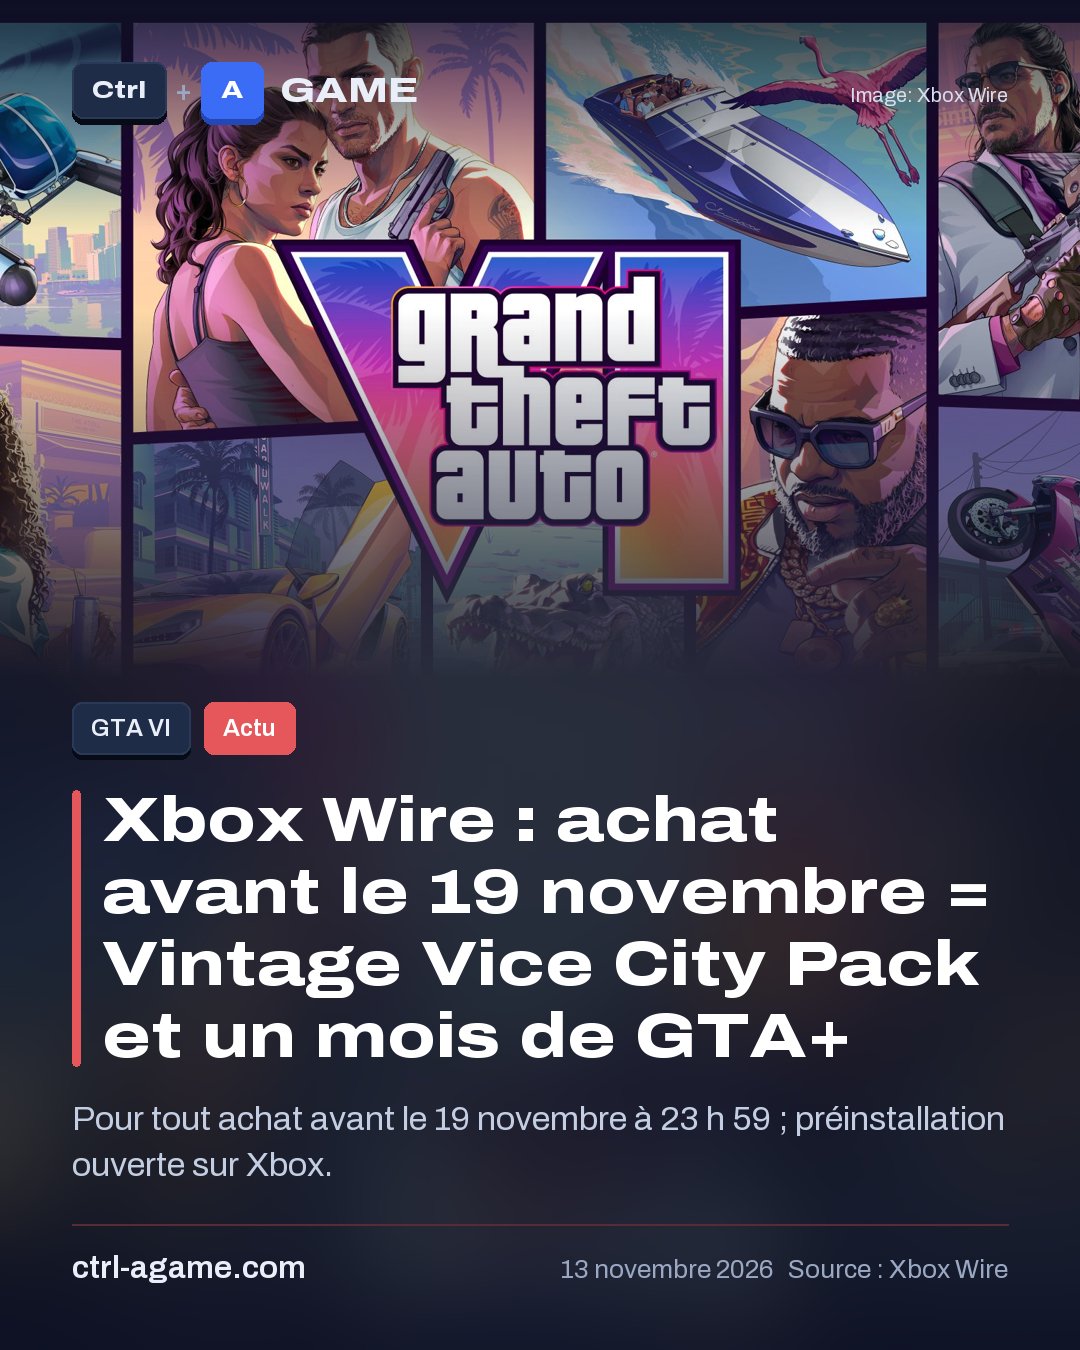 Ctrl + A GAME
Image: Xbox Wire
grand
theft
auto
VI
GTA VI
Actu
Xbox Wire : achat
avant le 19 novembre =
Vintage Vice City Pack
et un mois de GTA+
Pour tout achat avant le 19 novembre à 23 h 59 ; préinstallation
ouverte sur Xbox.
ctrl-agame.com
13 novembre 2026 Source : Xbox Wire